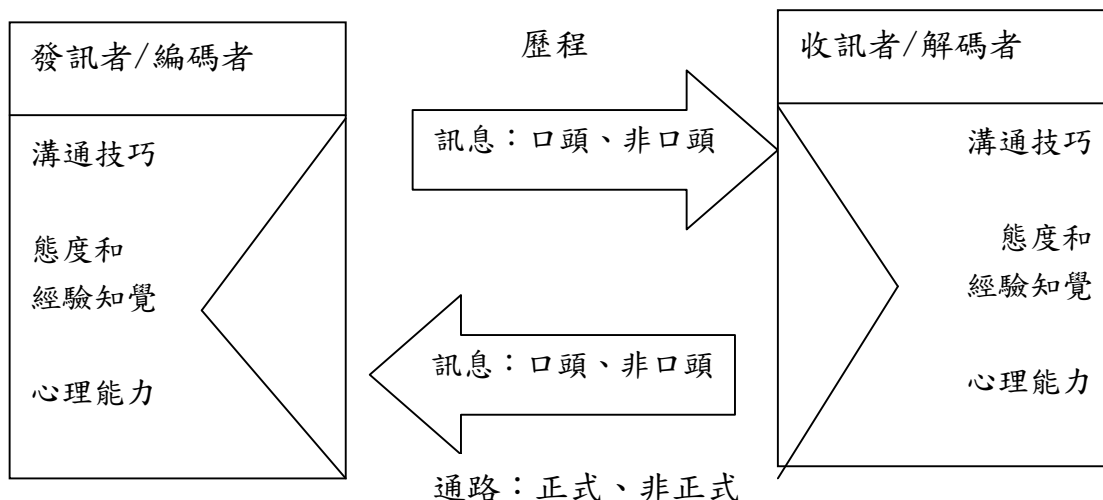 發訊者/編碼者
溝通技巧
態度和
經驗知覺
心理能力
歷程
訊息：口頭、非口頭
訊息：口頭、非口頭
通路：正式、非正式
收訊者/解碼者
溝通技巧
態度和
經驗知覺
心理能力